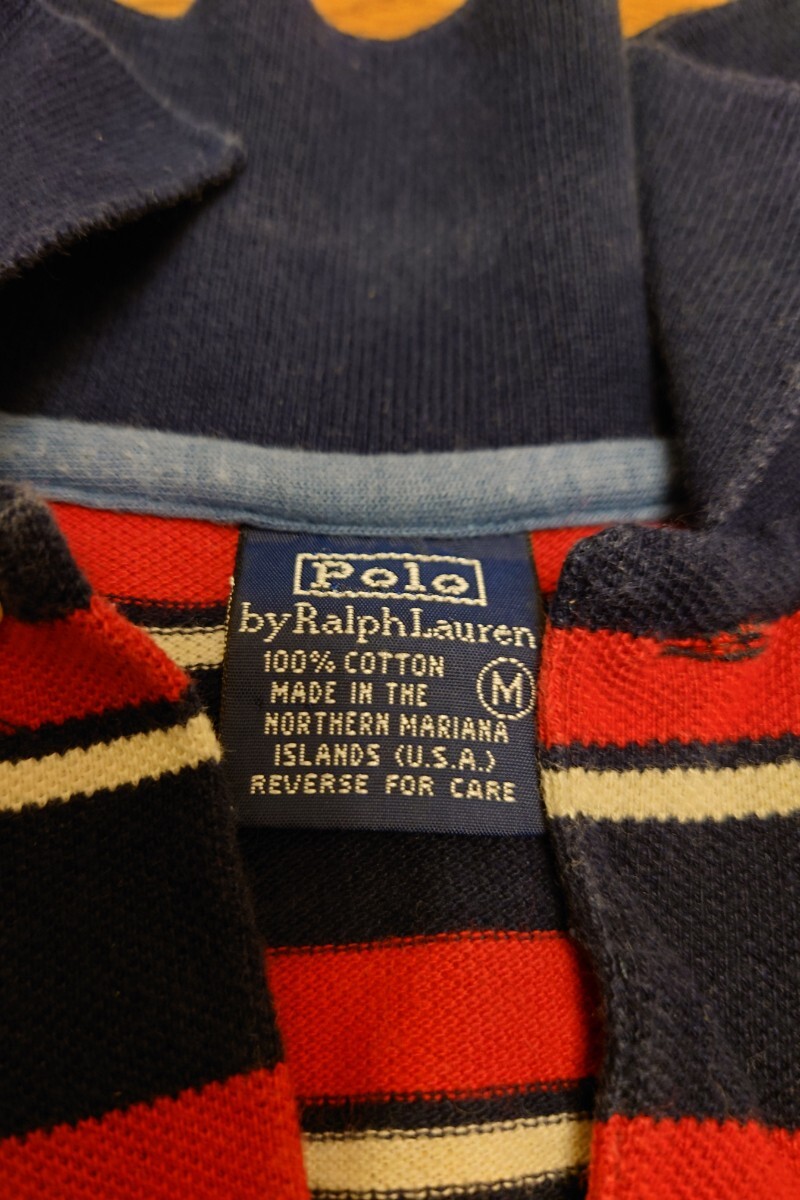 Polo
by Ralph Lauren
100% COTTON
M
MADE IN THE
NORTHERN MARIANA
ISLANDS (U.S.A.)
REVERSE FOR CARE